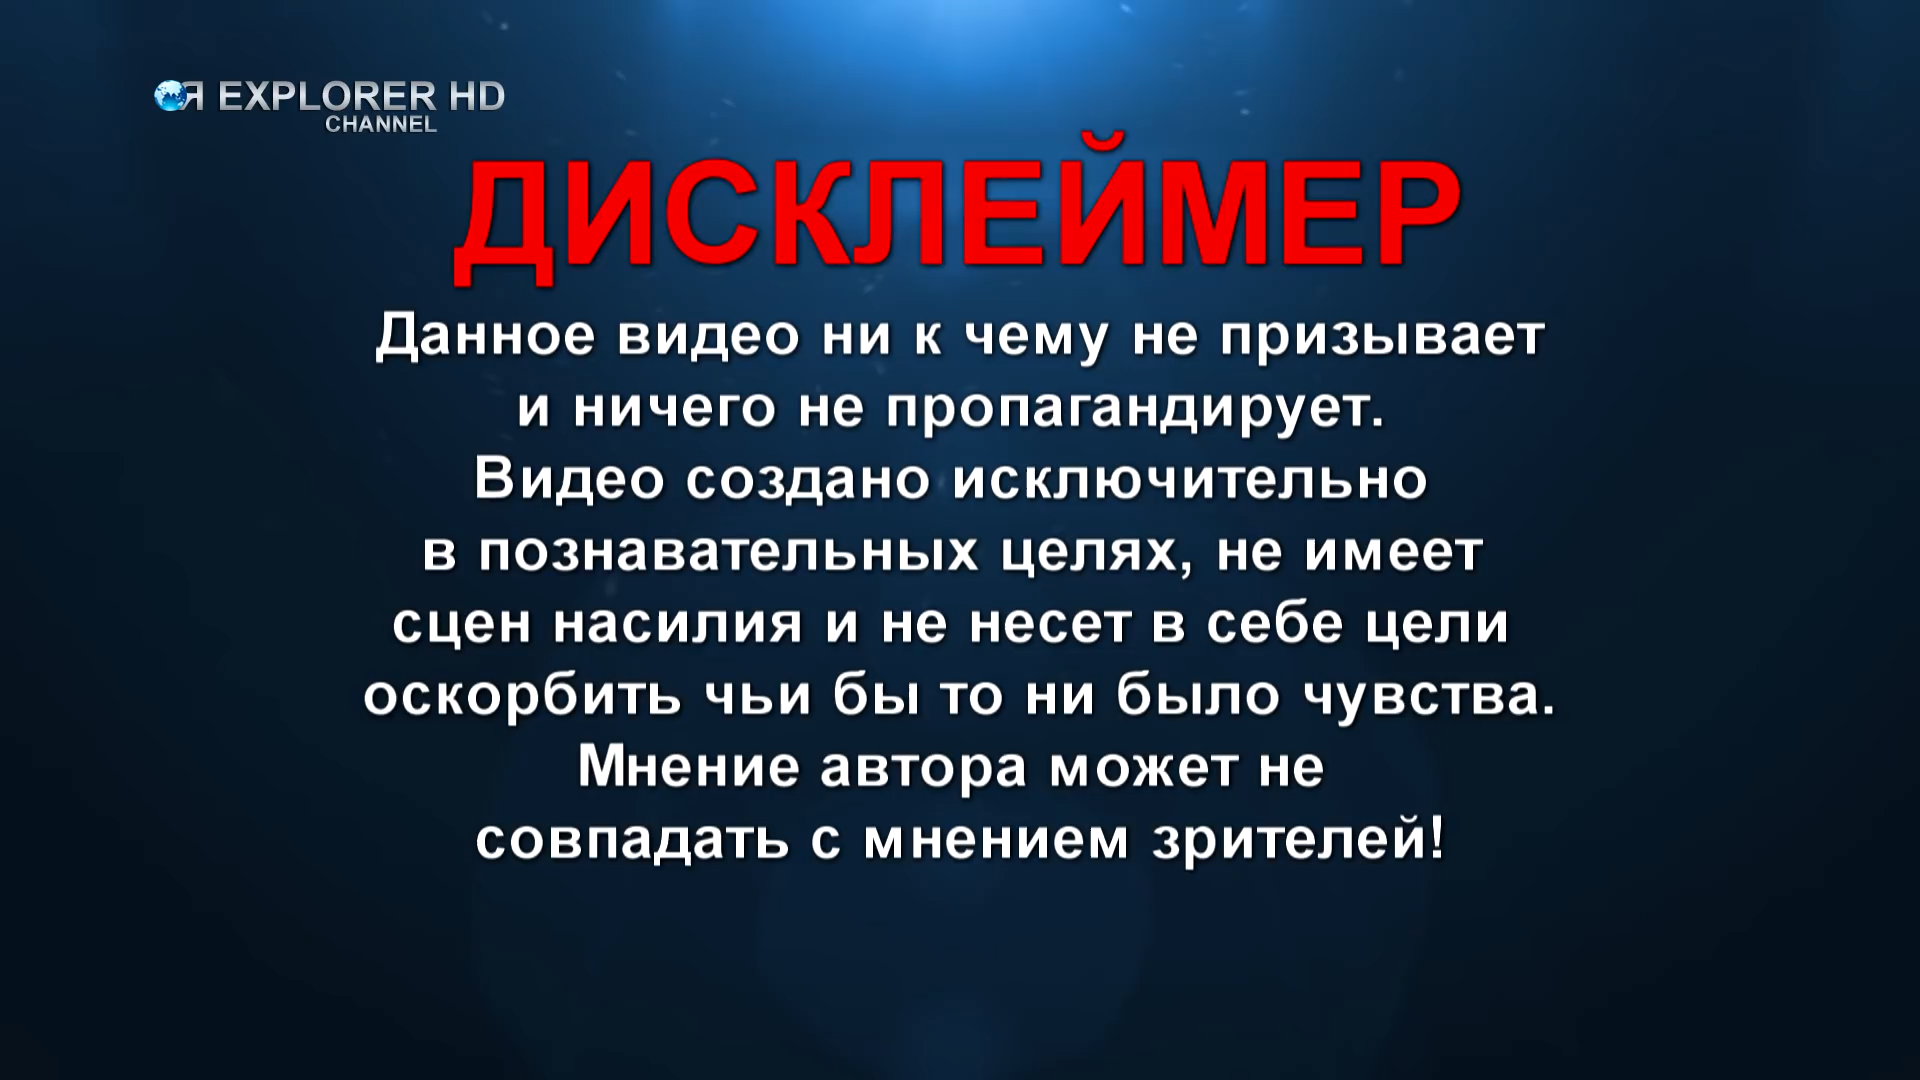 Я EXPLORER HD
CHANNEL
ДИСКЛЕЙМЕР
Данное видео ни к чему не призывает
и ничего не пропагандирует.
Видео создано исключительно
в познавательных целях, не имеет
сцен насилия и не несет в себе цели
оскорбить чьи бы то ни было чувства.
Мнение автора может не
совпадать с мнением зрителей!